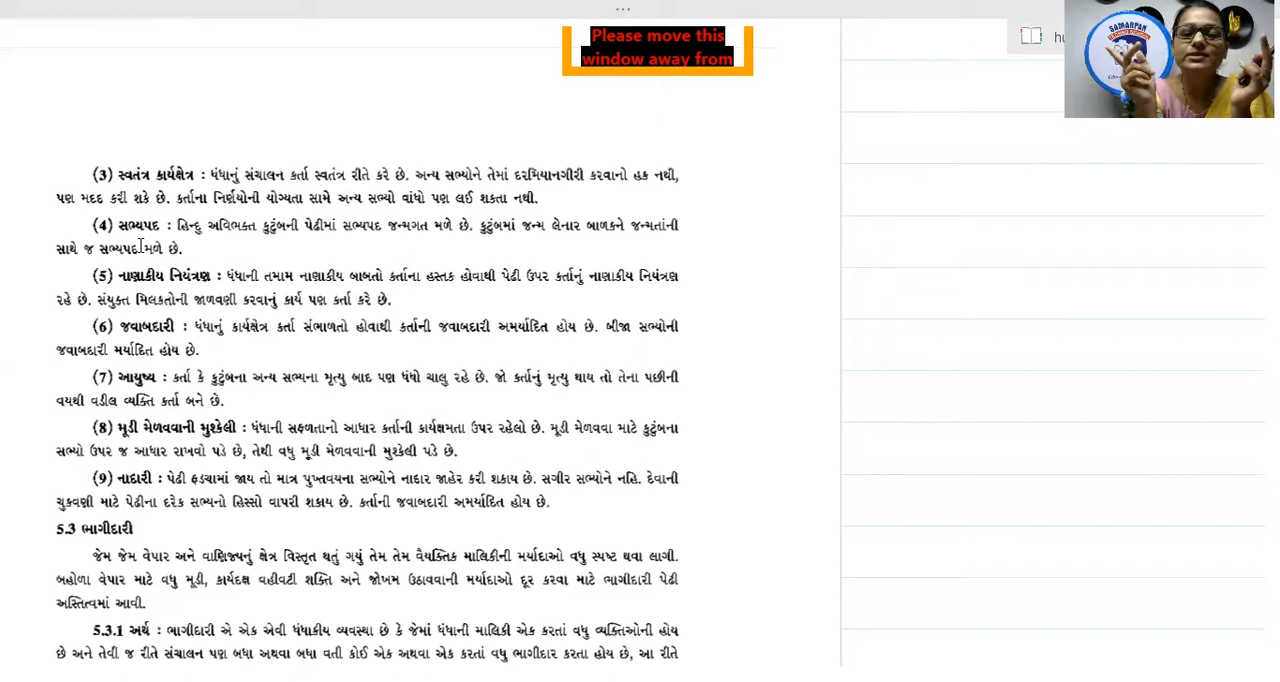 Please move this
window away from
hu
SAMARPAN
(3) સ્વતંત્ર કાર્યક્ષેત્ર : ધંધાનું સંચાલન કર્તા સ્વતંત્ર રીતે કરે છે. અન્ય સભ્યોને તેમાં દરમિયાનગીરી કરવાનો હક નથી,
પણ મદદ કરી શકે છે. કર્તાના નિર્ણયોની યોગ્યતા સામે અન્ય સભ્યો વાંધો પણ લઈ શકતા નથી.
(4) સભ્યપદ : હિન્દુ અવિભક્ત કુટુંબની પેઢીમાં સભ્યપદ જન્મગત મળે છે. કુટુંબમાં જન્મ લેનાર બાળકને જન્મતાંની
સાથે જ સભ્યપદ મળે છે.
(5) નાણાકીય નિયંત્રણ : ધંધાની તમામ નાણાકીય બાબતો કર્તાના હસ્તક હોવાથી પેઢી ઉપર કર્તાનું નાણાકીય નિયંત્રણ
રહે છે. સંયુક્ત મિલકતોની જાળવણી કરવાનું કાર્ય પણ કર્તા કરે છે.
(6) જવાબદારી : ધંધાનું કાર્યક્ષેત્ર કર્તા સંભાળતો હોવાથી કર્તાની જવાબદારી અમર્યાદિત હોય છે. બીજા સભ્યોની
જવાબદારી મર્યાદિત હોય છે.
(7) આયુષ્ય : કર્તા કે કુટુંબના અન્ય સભ્યના મૃત્યુ બાદ પણ ધંધો ચાલુ રહે છે. જો કર્તાનું મૃત્યુ થાય તો તેના પછીની
વયથી વડીલ વ્યક્તિ કર્તા બને છે.
(8) મૂડી મેળવવાની મુશ્કેલી : ધંધાની સફળતાનો આધાર કર્તાની કાર્યક્ષમતા ઉપર રહેલો છે. મૂડી મેળવવા માટે કુટુંબના
સભ્યો ઉપર જ આધાર રાખવો પડે છે, તેથી વધુ મૂડી મેળવવાની મુશ્કેલી પડે છે.
(9) નાદારી : પેઢી ફડચામાં જાય તો માત્ર પુખ્તવયના સભ્યોને નાદાર જાહેર કરી શકાય છે. સગીર સભ્યોને નહિ. દેવાની
ચુકવણી માટે પેઢીના દરેક સભ્યનો હિસ્સો વાપરી શકાય છે. કર્તાની જવાબદારી અમર્યાદિત હોય છે.
5.3 ભાગીદારી
જેમ જેમ વેપાર અને વાણિજ્યનું ક્ષેત્ર વિસ્તૃત થતું ગયું તેમ તેમ વૈયક્તિક માલિકીની મર્યાદાઓ વધુ સ્પષ્ટ થવા લાગી.
બહોળા વેપાર માટે વધુ મૂડી, કાર્યદક્ષ વહીવટી શક્તિ અને જોખમ ઉઠાવવાની મર્યાદાઓ દૂર કરવા માટે ભાગીદારી પેઢી
અસ્તિત્વમાં આવી.
5.3.1 અર્થ : ભાગીદારી એ એક એવી ધંધાકીય વ્યવસ્થા છે કે જેમાં ધંધાની માલિકી એક કરતાં વધુ વ્યક્તિઓની હોય
છે અને તેવી જ રીતે સંચાલન પણ બધા અથવા બધા વતી કોઈ એક અથવા એક કરતાં વધુ ભાગીદાર કરતા હોય છે, આ રીતે